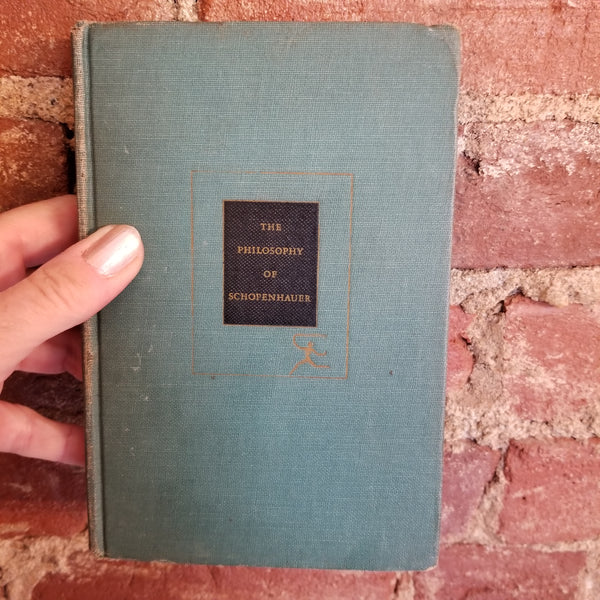 THE
PHILOSOPHY
OF
SCHOPENHAUER